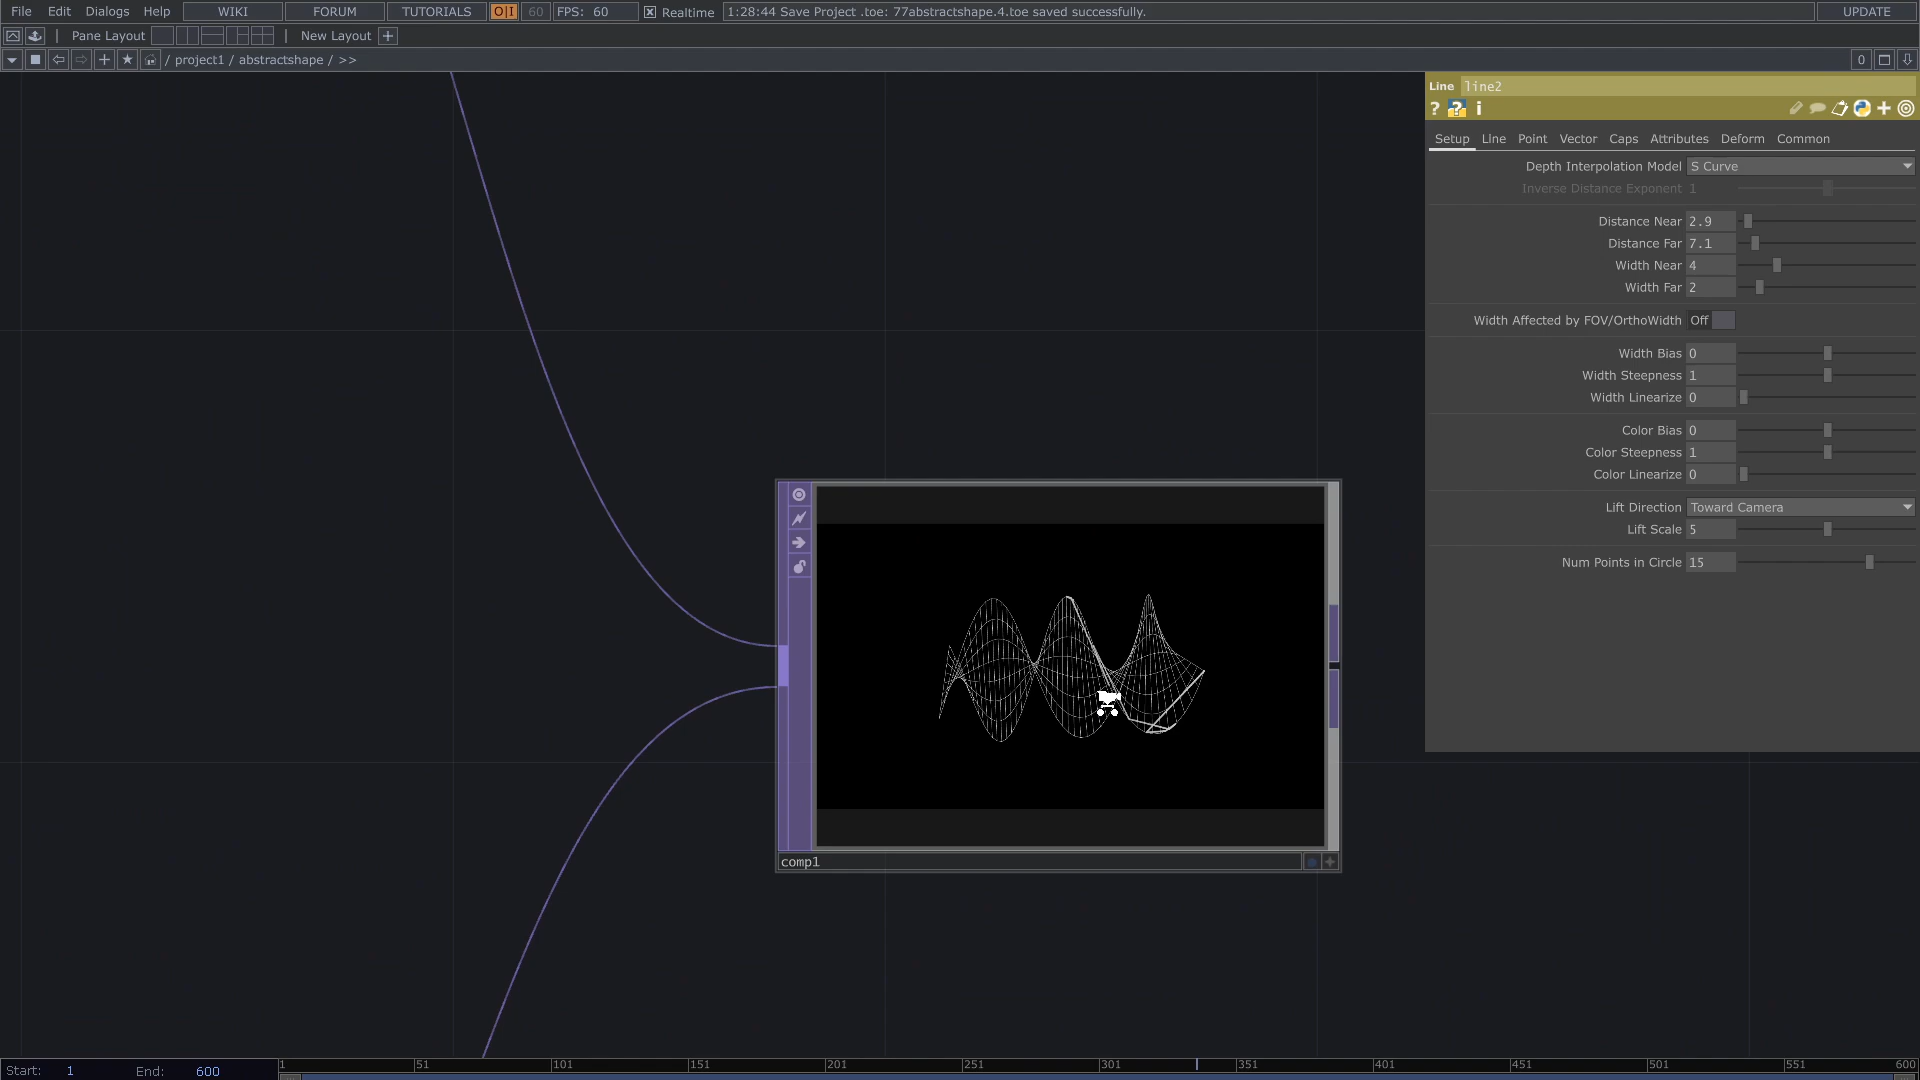 File Edit Dialogs Help WIKI FORUM TUTORIALS O|I 60 FPS: 60 Realtime 1:28:44 Save Project .toe: 77abstractshape.4.toe saved successfully. UPDATE
Pane Layout New Layout
/ project1 / abstractshape / >> 0
Line line2
? ? i
Setup Line Point Vector Caps Attributes Deform Common
Depth Interpolation Model S Curve
Inverse Distance Exponent 1
Distance Near 2.9
Distance Far 7.1
Width Near 4
Width Far 2
Width Affected by FOV/OrthoWidth Off
Width Bias 0
Width Steepness 1
Width Linearize 0
Color Bias 0
Color Steepness 1
Color Linearize 0
Lift Direction Toward Camera
Lift Scale 5
Num Points in Circle 15
comp1
Start: 1 End: 600 1 51 101 151 201 251 301 351 401 451 501 551 600